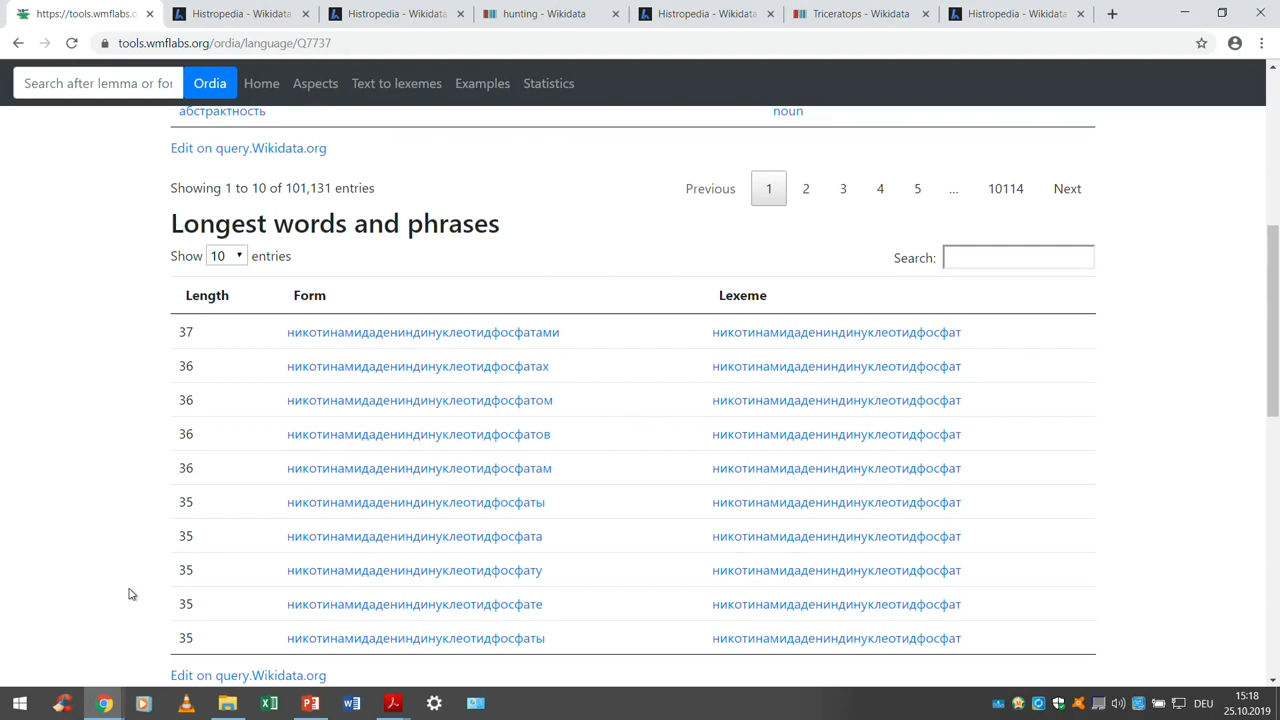 https://tools.wmflabs.o
Histropedia - Wikidata
Histropedia - Wikidata
hunting - Wikidata
Histropedia - Wikidata
Triceratops - Wikidata
Histropedia - Wikidata
tools.wmflabs.org/ordia/language/Q7737
Search after lemma or for
Ordia Home Aspects Text to lexemes Examples Statistics
абстрактность noun
Edit on query.Wikidata.org
Showing 1 to 10 of 101,131 entries Previous 1 2 3 4 5 ... 10114 Next
Longest words and phrases
Show 10 entries Search:
Length Form Lexeme
37 никотинамидадениндинуклеотидфосфатами никотинамидадениндинуклеотидфосфат
36 никотинамидадениндинуклеотидфосфатах никотинамидадениндинуклеотидфосфат
36 никотинамидадениндинуклеотидфосфатом никотинамидадениндинуклеотидфосфат
36 никотинамидадениндинуклеотидфосфатов никотинамидадениндинуклеотидфосфат
36 никотинамидадениндинуклеотидфосфатам никотинамидадениндинуклеотидфосфат
35 никотинамидадениндинуклеотидфосфаты никотинамидадениндинуклеотидфосфат
35 никотинамидадениндинуклеотидфосфата никотинамидадениндинуклеотидфосфат
35 никотинамидадениндинуклеотидфосфату никотинамидадениндинуклеотидфосфат
35 никотинамидадениндинуклеотидфосфате никотинамидадениндинуклеотидфосфат
35 никотинамидадениндинуклеотидфосфаты никотинамидадениндинуклеотидфосфат
Edit on query.Wikidata.org
DEU
15:18
25.10.2019